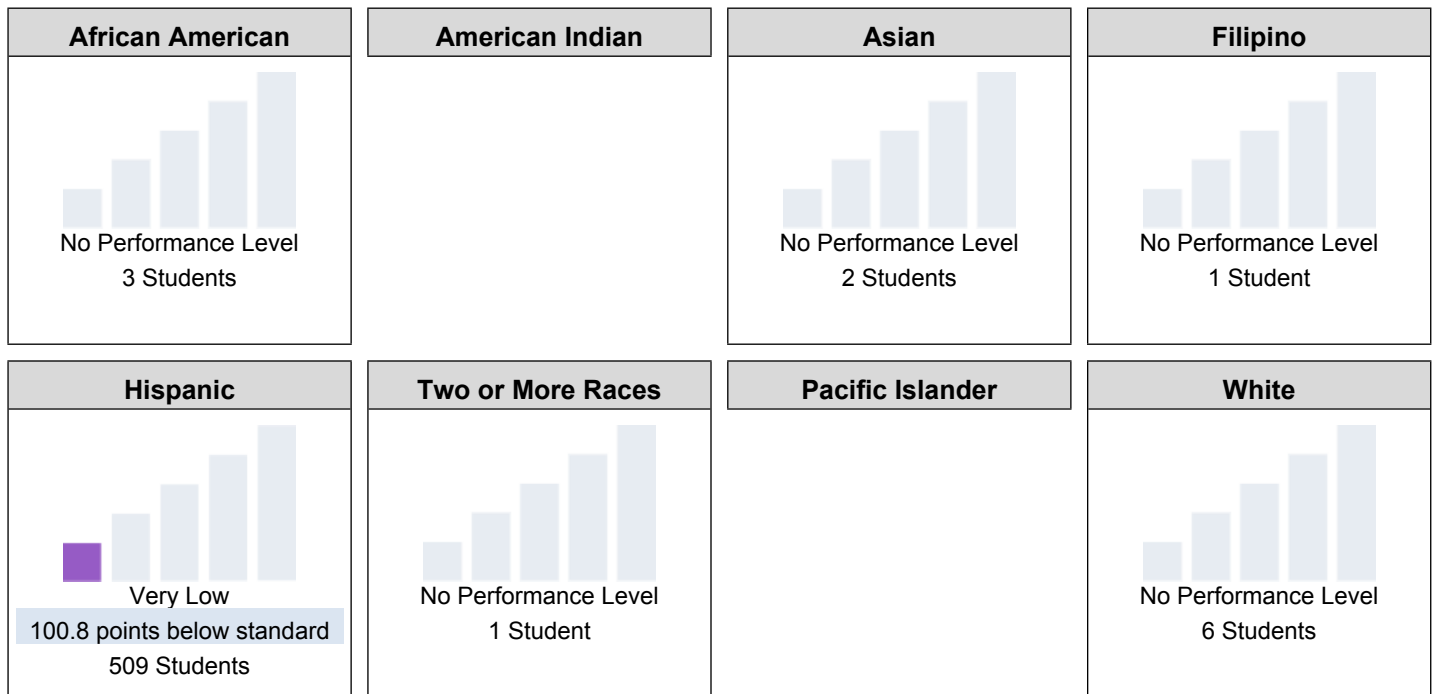 African American
No Performance Level
3 Students
American Indian
Asian
No Performance Level
2 Students
Filipino
No Performance Level
1 Student
Hispanic
Very Low
100.8 points below standard
509 Students
Two or More Races
No Performance Level
1 Student
Pacific Islander
White
No Performance Level
6 Students